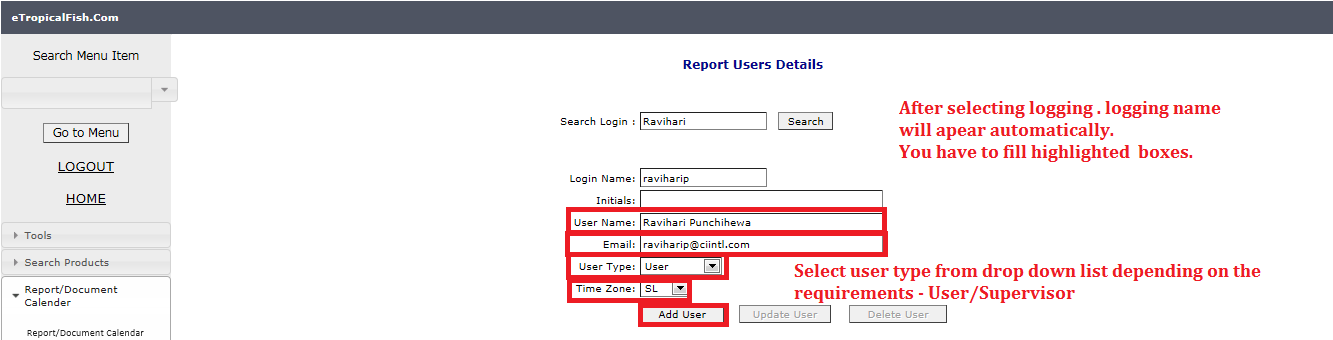 eTropicalFish.Com
Search Menu Item
Go to Menu
LOGOUT
HOME
Tools
Search Products
Report/Document
Calender
Report/Document Calendar
Report Users Details
Search Login : Ravihari Search
After selecting logging . logging name
will apear automatically.
You have to fill highlighted boxes.
Login Name: raviharip
Initials:
User Name: Ravihari Punchihewa
Email: raviharip@ciintl.com
User Type: User
Time Zone: SL
Select user type from drop down list depending on the
requirements - User/Supervisor
Add User Update User Delete User